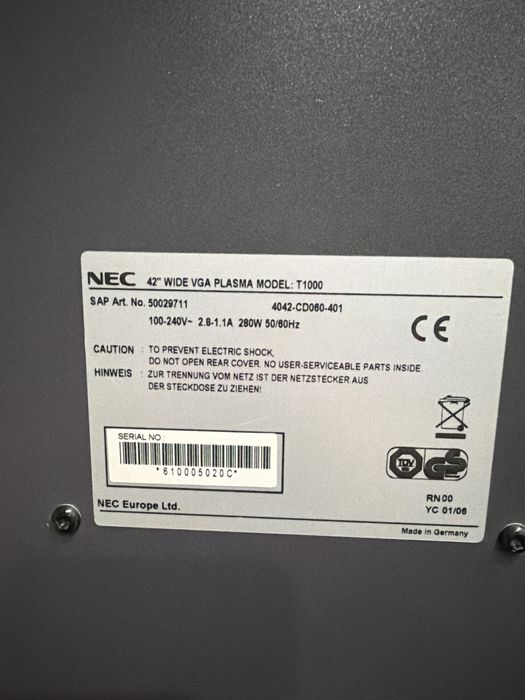 NEC 42" WIDE VGA PLASMA MODEL: T1000
SAP Art. No. 50029711 4042-CD060-401
100-240V~ 2.8-1.1A 280W 50/60Hz
CE
CAUTION : TO PREVENT ELECTRIC SHOCK,
DO NOT OPEN REAR COVER. NO USER-SERVICEABLE PARTS INSIDE.
HINWEIS : ZUR TRENNUNG VOM NETZ IST DER NETZSTECKER AUS
DER STECKDOSE ZU ZIEHEN!
SERIAL NO.:
*610005020C*
TÜV GS
NEC Europe Ltd.
RN00
YC 01/06
Made in Germany